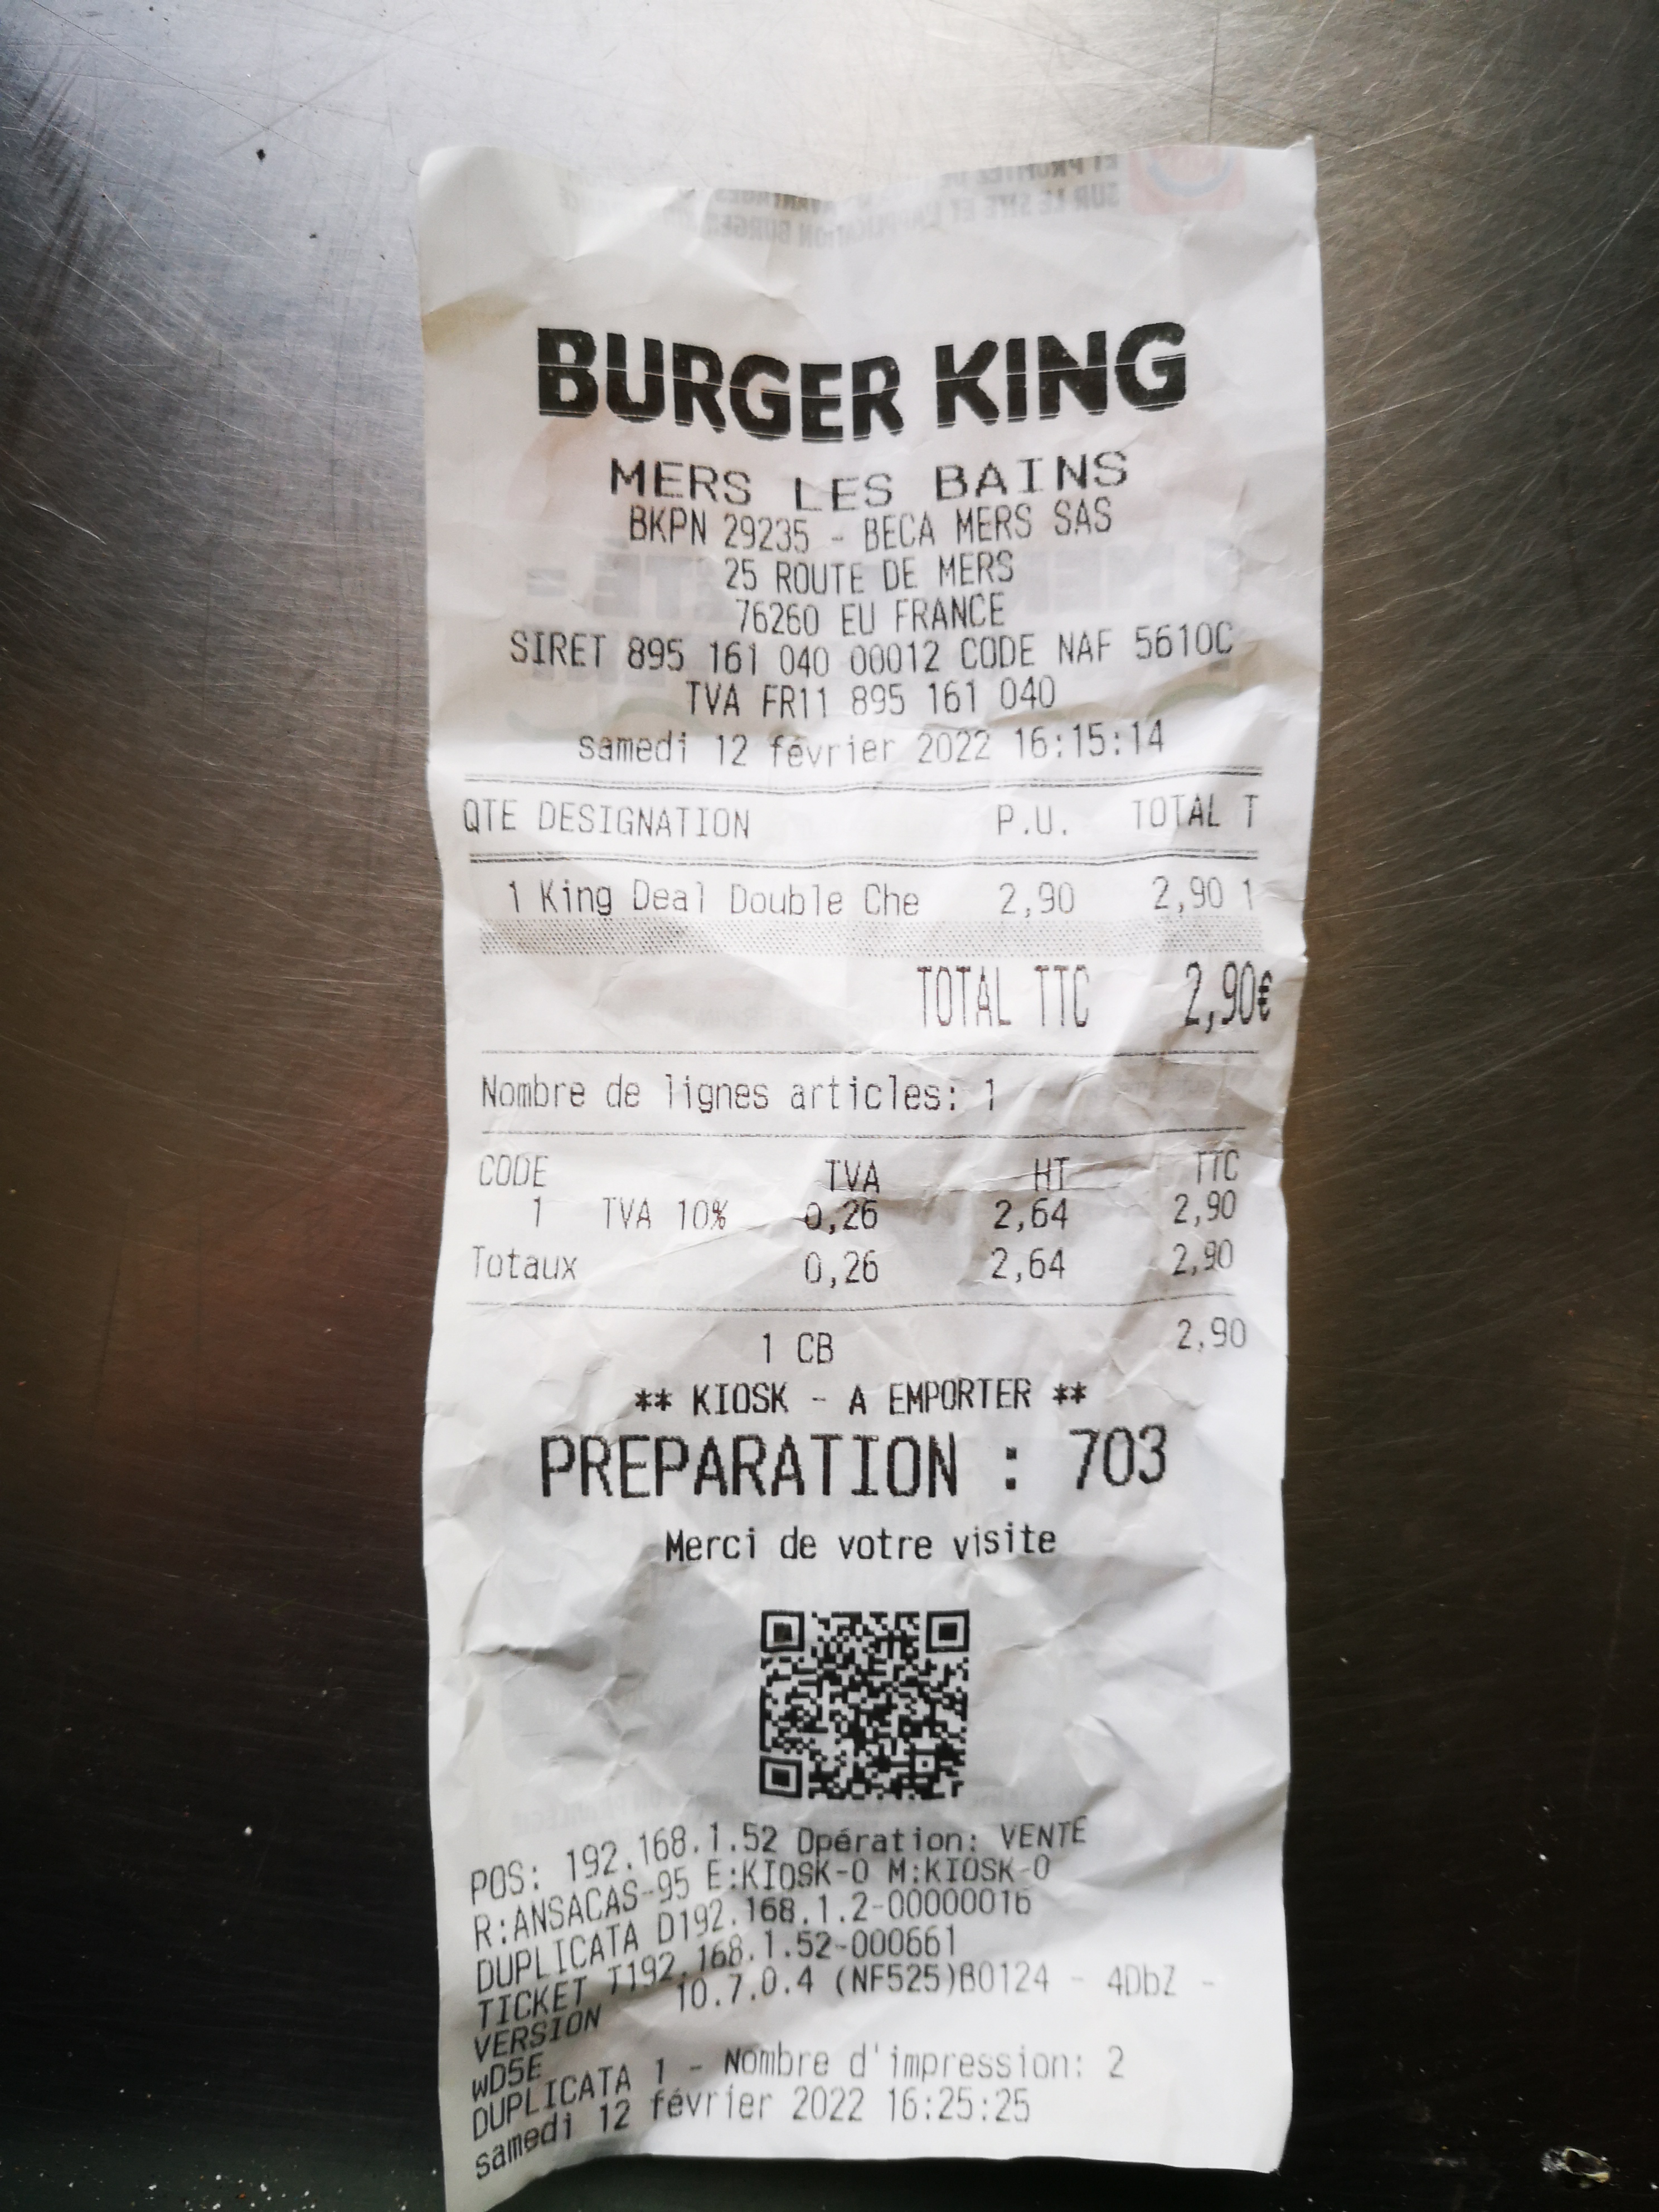 BURGER KING
MERS LES BAINS
BKPN 29235 - BECA MERS SAS
25 ROUTE DE MERS
76260 EU FRANCE
SIRET 895 161 040 00012 CODE NAF 5610C
TVA FR11 895 161 040
samedi 12 février 2022 16:15:14
QTE DESIGNATION P.U. TOTAL T
1 King Deal Double Che 2,90 2,90 1
TOTAL TTC 2,90€
Nombre de lignes articles: 1
CODE TVA HT TTC
1 TVA 10% 0,26 2,64 2,90
Totaux 0,26 2,64 2,90
1 CB 2,90
** KIOSK - A EMPORTER **
PREPARATION : 703
Merci de votre visite
POS: 192.168.1.52 Opération: VENTE
R:ANSACAS-95 E:KIOSK-O M:KIOSK-O
DUPLICATA D192.168.1.2-00000016
TICKET T192.168.1.52-000661
VERSION 10.7.0.4 (NF525)B0124 - 4DbZ -
wD5E
DUPLICATA 1 - Nombre d'impression: 2
samedi 12 février 2022 16:25:25